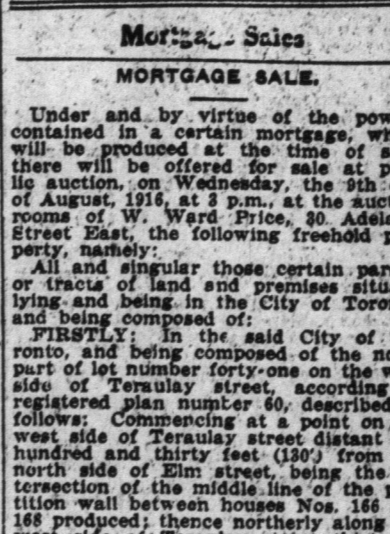 Mortgage Sales
MORTGAGE SALE.
Under and by virtue of the pow
contained in a certain mortgage, w
will be produced at the time of s
there will be offered for sale at p
lic auction, on Wednesday, the 9th
of August, 1916, at 3 p.m., at the auct
rooms of W. Ward Price, 30 Adela
Street East, the following freehold
perty, namely:
All and singular those certain par
or tracts of land and premises situ
lying and being in the City of Toro
and being composed of:
FIRSTLY: In the said City of
ronto, and being composed of the no
part of lot number forty-one on the w
side of Teraulay street, according
registered plan number 60, described
follows: Commencing at a point on
west side of Teraulay street distant
hundred and thirty feet (130') from
north side of Elm street, being the
tersection of the middle line of the
tition wall between houses Nos. 166
168 produced; thence northerly along